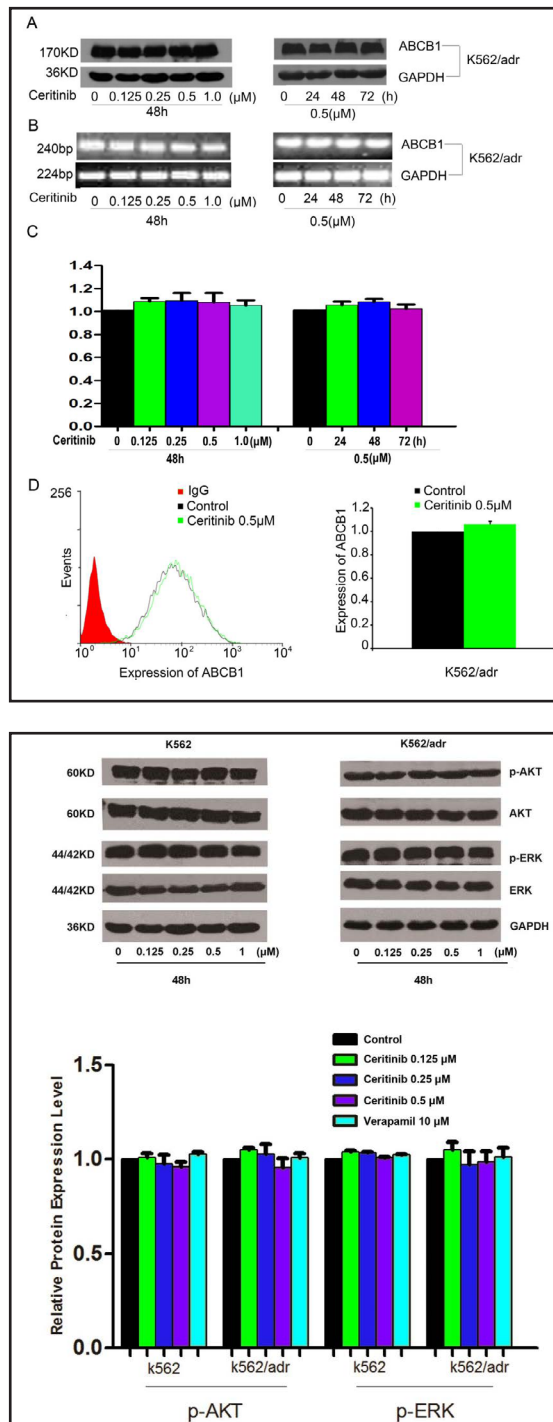 A
170KD
36KD
Ceritinib 0 0.125 0.25 0.5 1.0 (μM)
48h
0 24 48 72 (h)
0.5(μM)
ABCB1
GAPDH
K562/adr
B
240bp
224bp
Ceritinib 0 0.125 0.25 0.5 1.0 (μM)
48h
0 24 48 72 (h)
0.5(μM)
ABCB1
GAPDH
K562/adr
C
1.4
1.2
1.0
0.8
0.6
0.4
0.2
0.0
Ceritinib 0 0.125 0.25 0.5 1.0(μM) 0 24 48 72(h)
48h 0.5(μM)
D
256
Events
IgG
Control
Ceritinib 0.5μM
10⁰ 10¹ 10² 10³ 10⁴
Expression of ABCB1
Control
Ceritinib 0.5μM
Expression of ABCB1
1.2
1
0.8
0.6
0.4
0.2
0
K562/adr
K562 K562/adr
60KD p-AKT
60KD AKT
44/42KD p-ERK
44/42KD ERK
36KD GAPDH
0 0.125 0.25 0.5 1 (μM) 0 0.125 0.25 0.5 1 (μM)
48h 48h
Control
Ceritinib 0.125 μM
Ceritinib 0.25 μM
Ceritinib 0.5 μM
Verapamil 10 μM
Relative Protein Expression Level
1.5
1.0
0.5
0.0
k562 k562/adr k562 k562/adr
p-AKT p-ERK